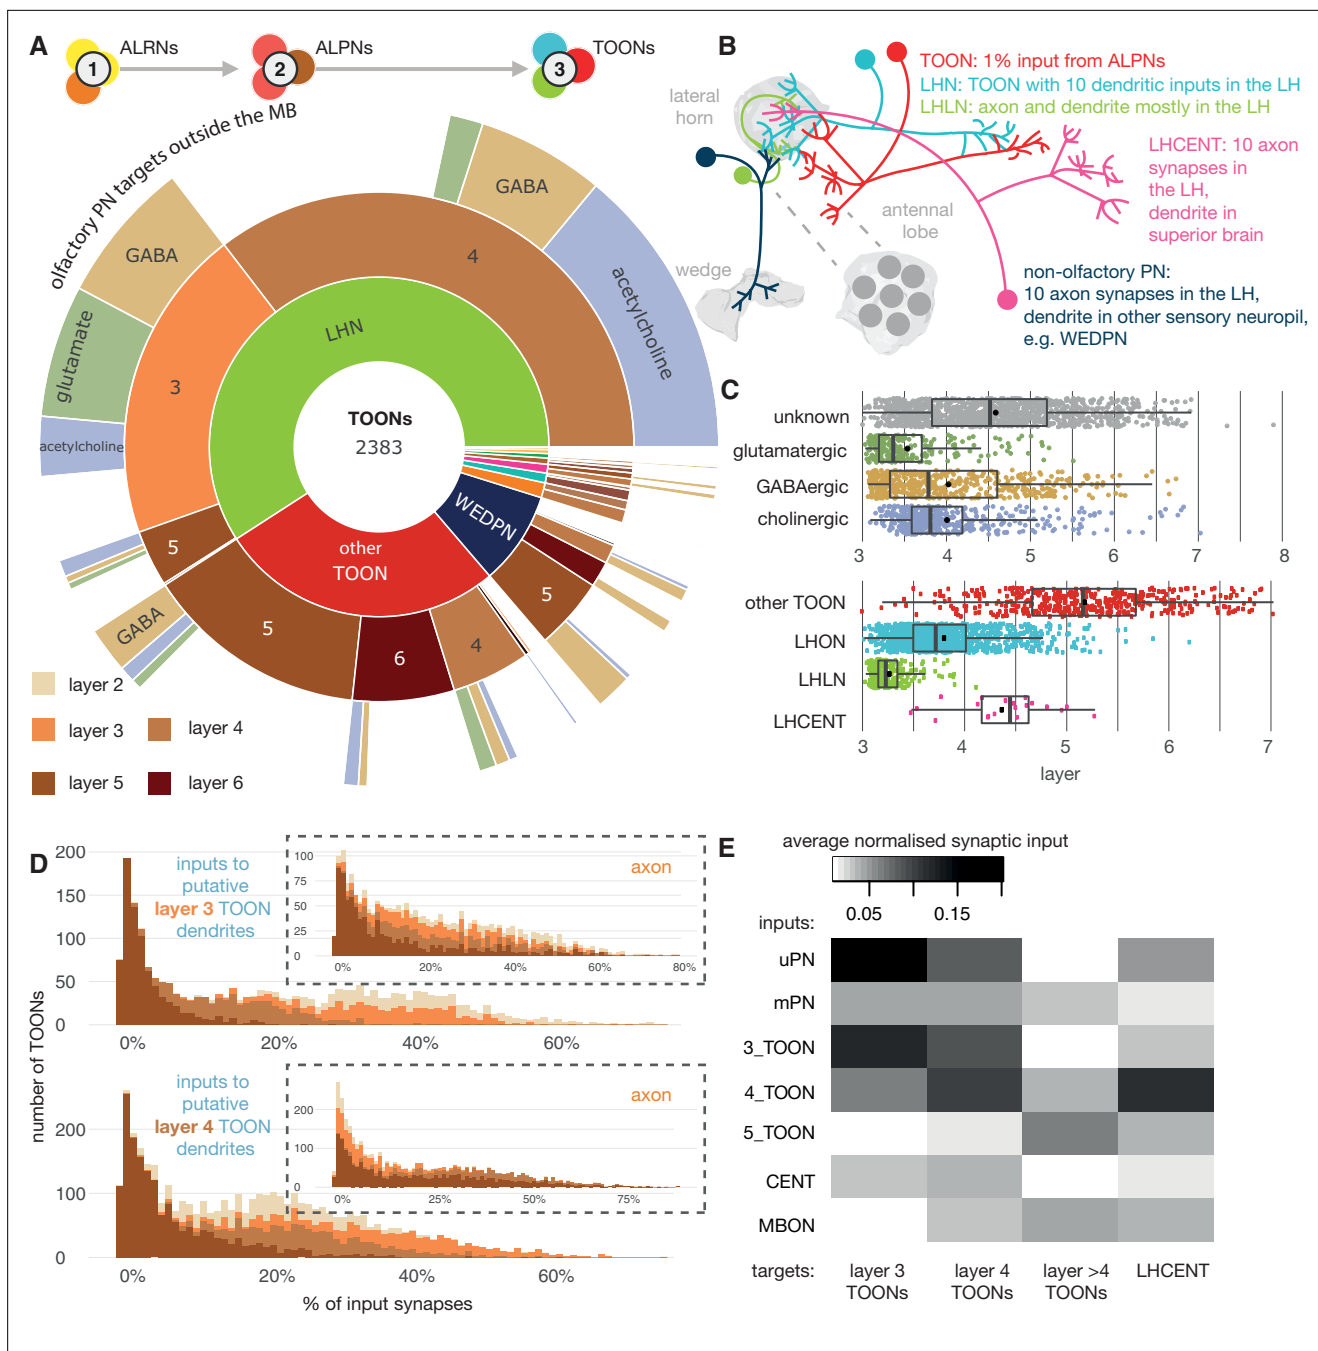 A
ALRNs
ALPNs
TOONs
1
2
3
olfactory PN targets outside the MB
GABA
GABA
acetylcholine
4
3
LHN
glutamate
acetylcholine
TOONs
2383
WEDPN
other
TOON
5
GABA
5
6
4
5
layer 2
layer 3
layer 4
layer 5
layer 6
B
TOON: 1% input from ALPNs
LHN: TOON with 10 dendritic inputs in the LH
LHLN: axon and dendrite mostly in the LH
lateral
horn
LHCENT: 10 axon
synapses in
the LH,
dendrite in
superior brain
antennal
lobe
wedge
non-olfactory PN:
10 axon synapses in the LH,
dendrite in other sensory neuropil,
e.g. WEDPN
C
unknown
glutamatergic
GABAergic
cholinergic
3 4 5 6 7 8
other TOON
LHON
LHLN
LHCENT
3 4 5 6 7
layer
D
number of TOONs
200
150
100
50
0
inputs to
putative
layer 3 TOON
dendrites
axon
100
75
50
25
0
0% 20% 40% 60% 80%
0% 20% 40% 60%
200
100
0
inputs to
putative
layer 4 TOON
dendrites
axon
200
100
0
0% 25% 50% 75%
0% 20% 40% 60%
% of input synapses
E
average normalised synaptic input
0.05 0.15
inputs:
uPN
mPN
3_TOON
4_TOON
5_TOON
CENT
MBON
targets:
layer 3
TOONs
layer 4
TOONs
layer >4
TOONs
LHCENT